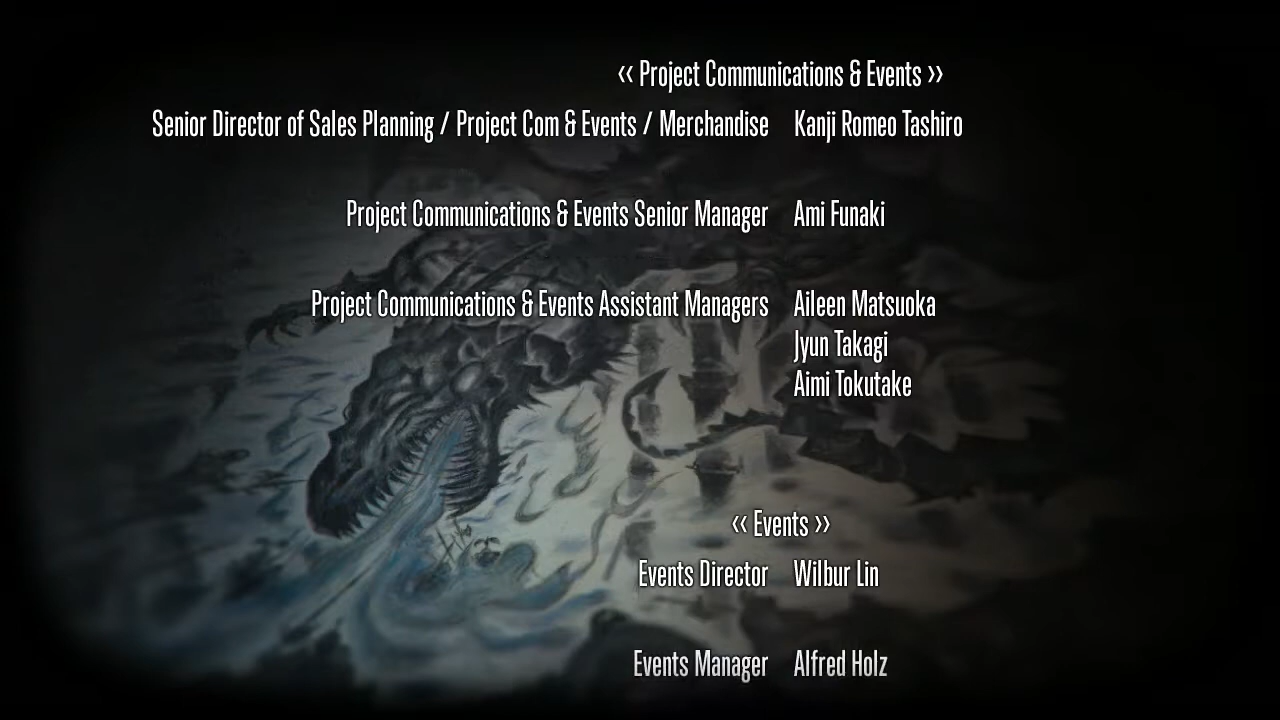 ‹‹ Project Communications & Events ››
Senior Director of Sales Planning / Project Com & Events / Merchandise Kanji Romeo Tashiro
Project Communications & Events Senior Manager Ami Funaki
Project Communications & Events Assistant Managers Aileen Matsuoka
Jyun Takagi
Aimi Tokutake
‹‹ Events ››
Events Director Wilbur Lin
Events Manager Alfred Holz